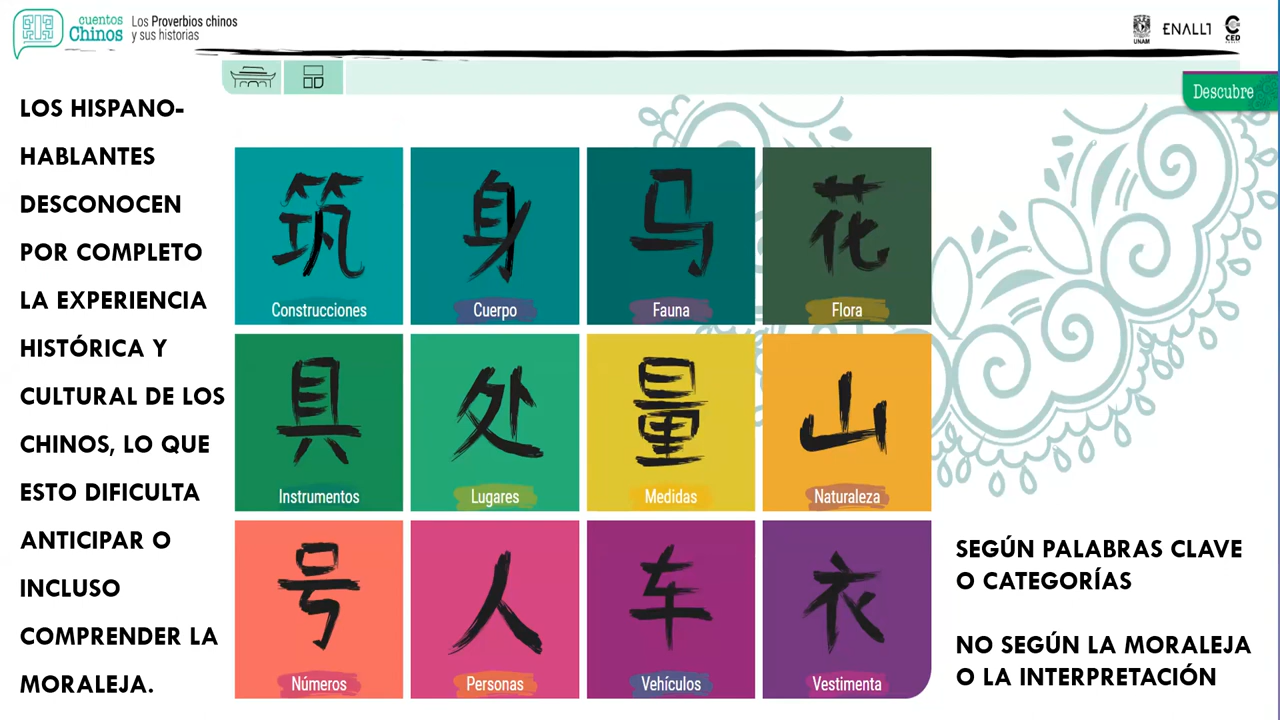 cuentos
Chinos
Los Proverbios chinos
y sus historias
UNAM
ENALLT
CED
Descubre
LOS HISPANO-
HABLANTES
DESCONOCEN
POR COMPLETO
LA EXPERIENCIA
HISTÓRICA Y
CULTURAL DE LOS
CHINOS, LO QUE
ESTO DIFICULTA
ANTICIPAR O
INCLUSO
COMPRENDER LA
MORALEJA.
筑
Construcciones
身
Cuerpo
马
Fauna
花
Flora
具
Instrumentos
处
Lugares
量
Medidas
山
Naturaleza
号
Números
人
Personas
车
Vehículos
衣
Vestimenta
SEGÚN PALABRAS CLAVE
O CATEGORÍAS
NO SEGÚN LA MORALEJA
O LA INTERPRETACIÓN